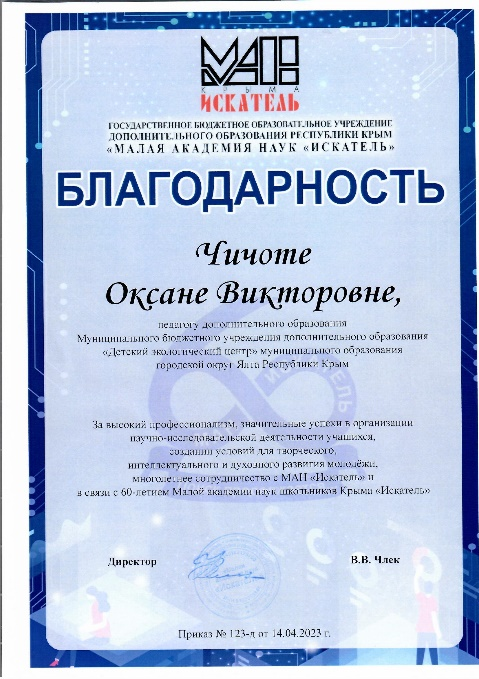 МАН
КРЫМА
ИСКАТЕЛЬ
ГОСУДАРСТВЕННОЕ БЮДЖЕТНОЕ ОБРАЗОВАТЕЛЬНОЕ УЧРЕЖДЕНИЕ
ДОПОЛНИТЕЛЬНОГО ОБРАЗОВАНИЯ РЕСПУБЛИКИ КРЫМ
«МАЛАЯ АКАДЕМИЯ НАУК «ИСКАТЕЛЬ»
БЛАГОДАРНОСТЬ
Чичоте
Оксане Викторовне,
педагогу дополнительного образования
Муниципального бюджетного учреждения дополнительного образования
«Детский экологический центр» муниципального образования
городской округ Ялта Республики Крым
За высокий профессионализм, значительные успехи в организации
научно-исследовательской деятельности учащихся,
создании условий для творческого,
интеллектуального и духовного развития молодёжи,
многолетнее сотрудничество с МАН «Искатель» и
в связи с 60-летием Малой академии наук школьников Крыма «Искатель»
Директор В.В. Члек
Приказ № 123-д от 14.04.2023 г.